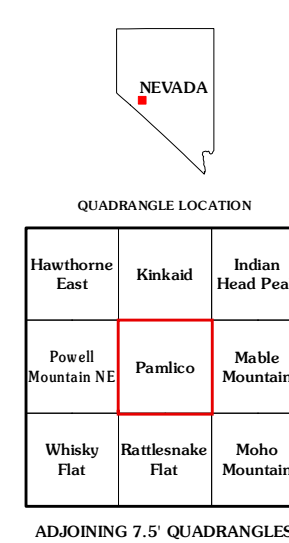 NEVADA
QUADRANGLE LOCATION
Hawthorne East
Kinkaid
Indian Head Pea
Powell Mountain NE
Pamlico
Mable Mountain
Whisky Flat
Rattlesnake Flat
Moho Mountain
ADJOINING 7.5' QUADRANGLES